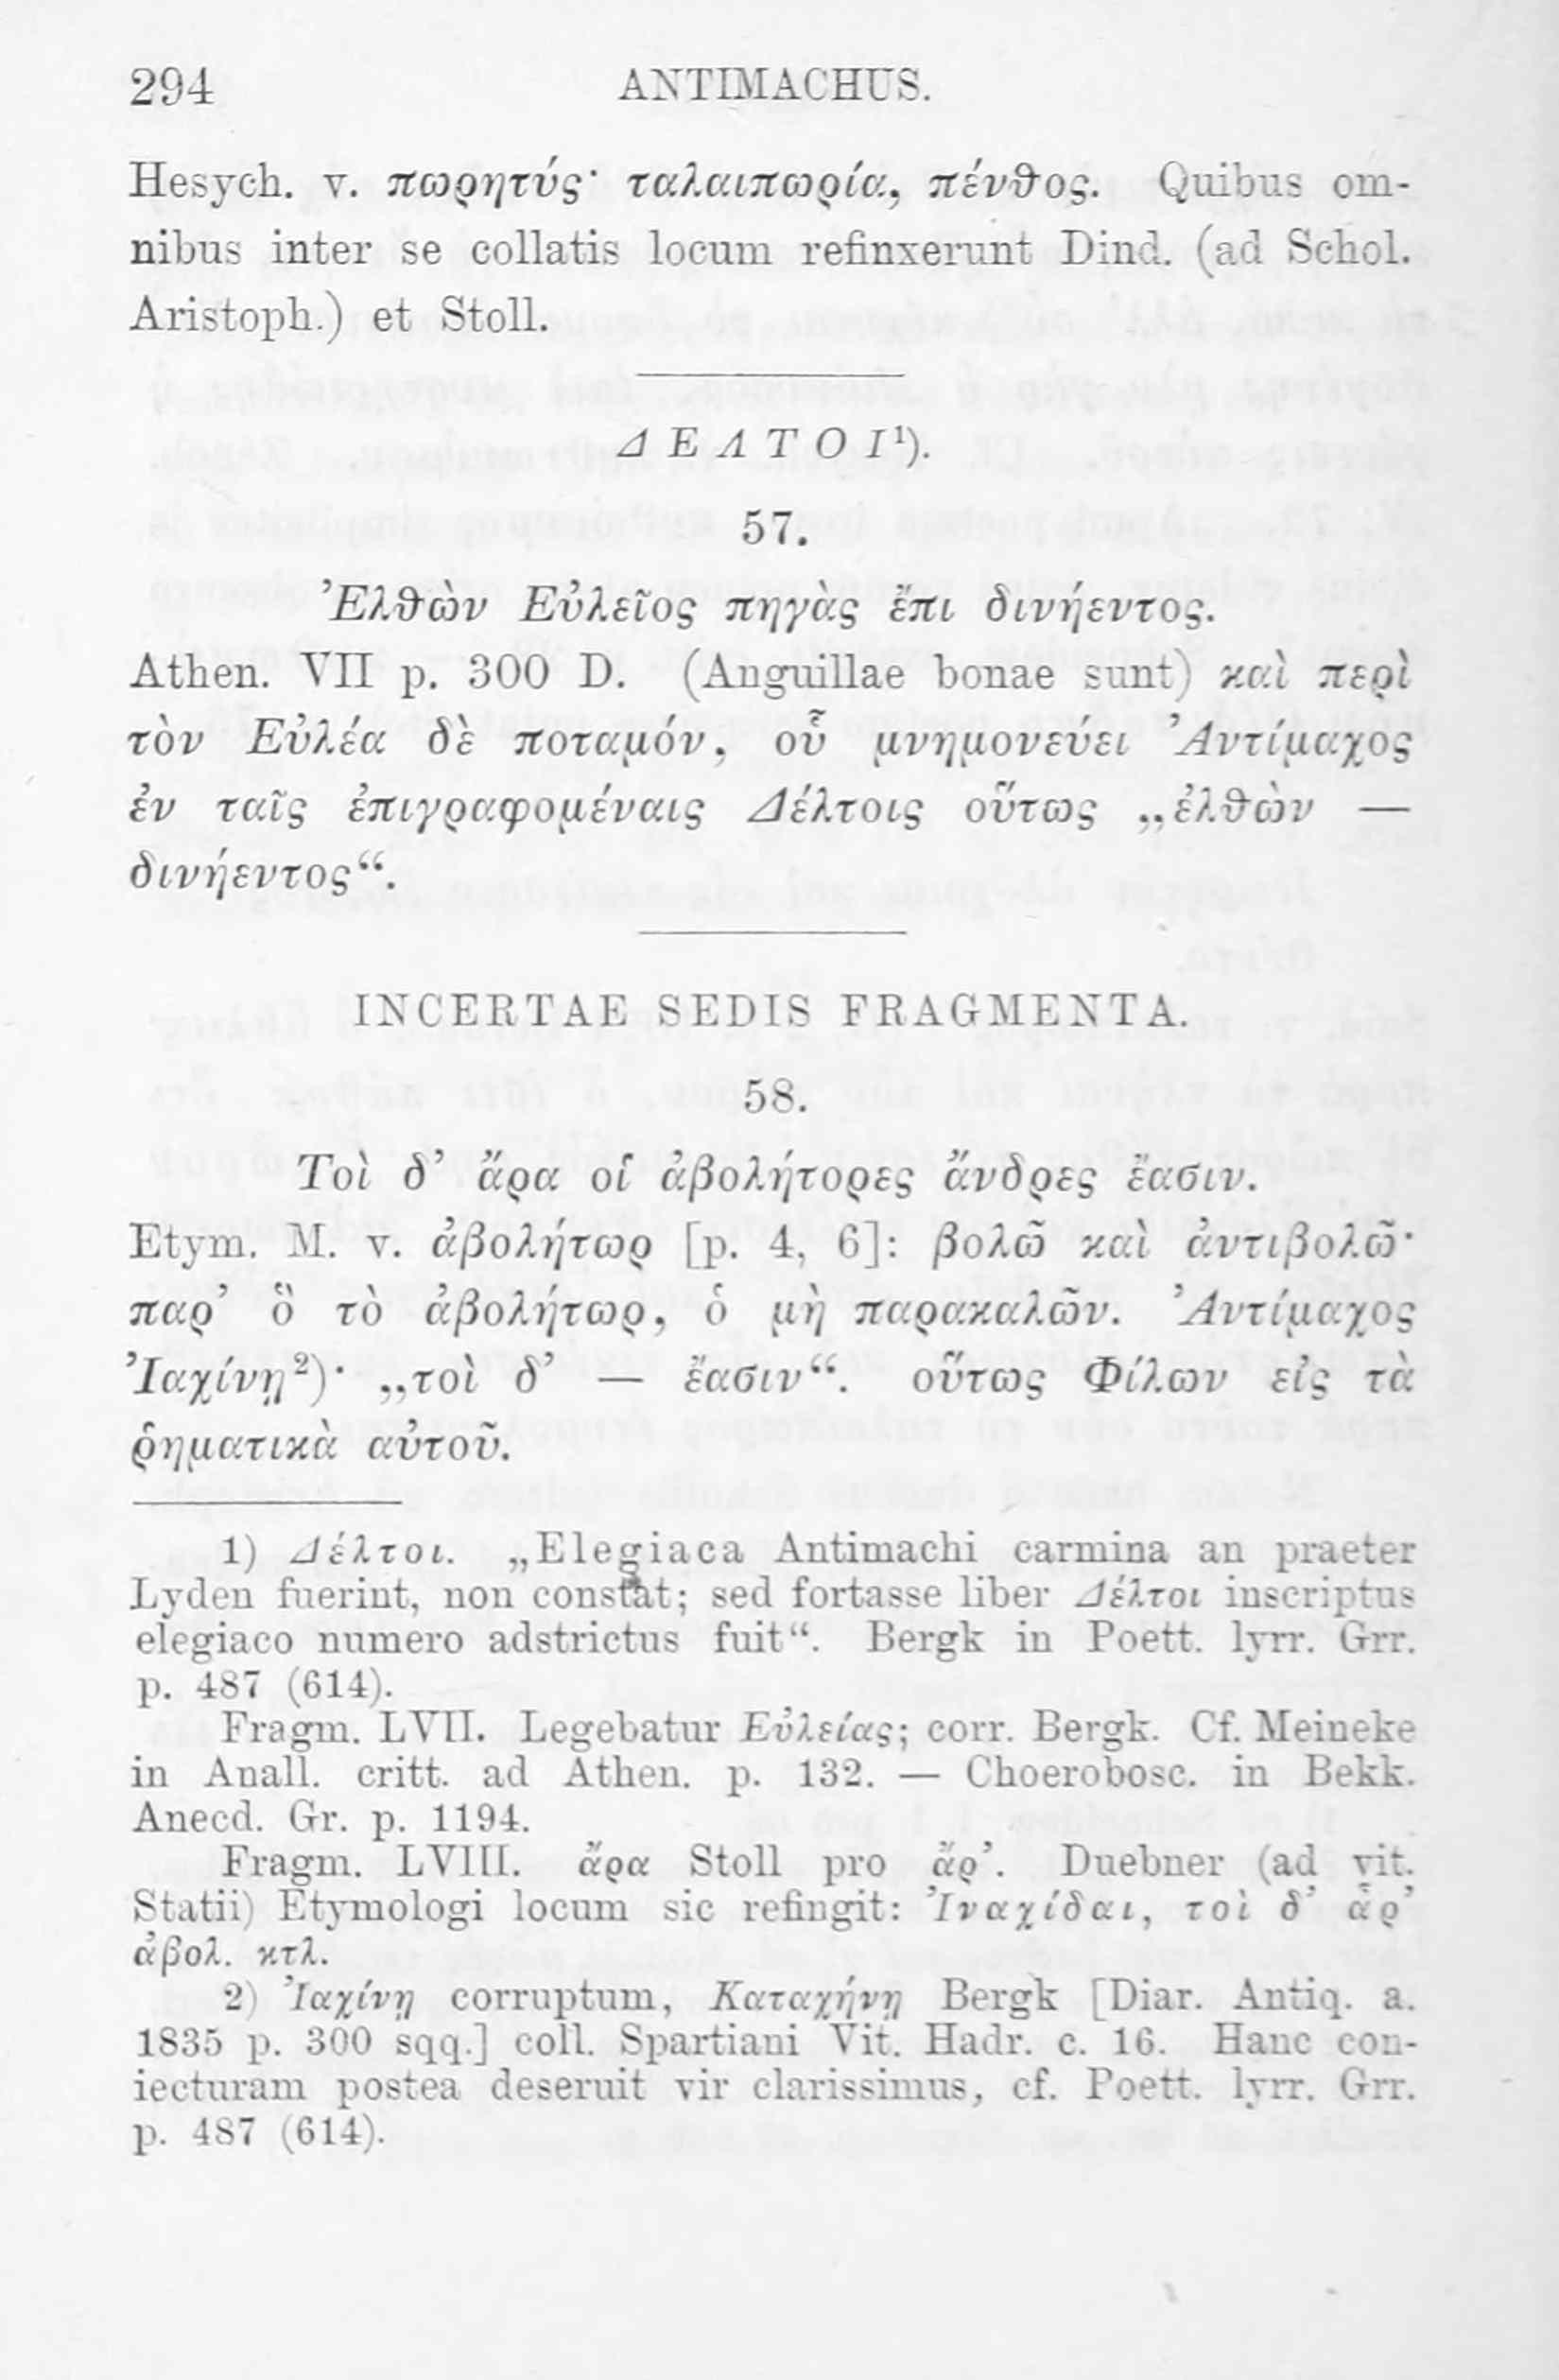 294 ANTIMACHUS.
Hesych. v. πωρητύς· ταλαιπωρία, πένθος. Quibus om-
nibus inter se collatis locum refinxerunt Dind. (ad Schol.
Aristoph.) et Stoll.
ΔΕΛΤΟΙ¹).
57.
Ἐλθὼν Εὐλεῖος πηγὰς ἔπι δινήεντος.
Athen. VII p. 300 D. (Anguillae bonae sunt) καὶ περὶ
τὸν Εὐλέα δὲ ποταμόν, οὗ μνημονεύει Ἀντίμαχος
ἐν ταῖς ἐπιγραφομέναις Δέλτοις οὕτως „ἐλθὼν —
δινήεντος“.
INCERTAE SEDIS FRAGMENTA.
58.
Τοὶ δ’ ἄρα οἱ ἀβολήτορες ἄνδρες ἔασιν.
Etym. M. v. ἀβολήτωρ [p. 4, 6]: βολῶ καὶ ἀντιβολῶ·
παρ’ ὃ τὸ ἀβολήτωρ, ὁ μὴ παρακαλῶν. Ἀντίμαχος
Ἰαχίνῃ²)· „τοὶ δ’ — ἔασιν“. οὕτως Φίλων εἰς τὰ
ῥηματικὰ αὐτοῦ.
1) Δέλτοι. „Elegiaca Antimachi carmina an praeter
Lyden fuerint, non constat; sed fortasse liber Δέλτοι inscriptus
elegiaco numero adstrictus fuit“. Bergk in Poett. lyrr. Grr.
p. 487 (614).
Fragm. LVII. Legebatur Εὐλείας; corr. Bergk. Cf. Meineke
in Anall. critt. ad Athen. p. 132. — Choerobosc. in Bekk.
Anecd. Gr. p. 1194.
Fragm. LVIII. ἄρα Stoll pro ἄρ’. Duebner (ad vit.
Statii) Etymologi locum sic refingit: Ἰναχίδαι, τοὶ δ’ ἄρ’
ἀβολ. κτλ.
2) Ἰαχίνῃ corruptum, Καταχήνῃ Bergk [Diar. Antiq. a.
1835 p. 300 sqq.] coll. Spartiani Vit. Hadr. c. 16. Hanc con-
iecturam postea deseruit vir clarissimus, cf. Poett. lyrr. Grr.
p. 487 (614).